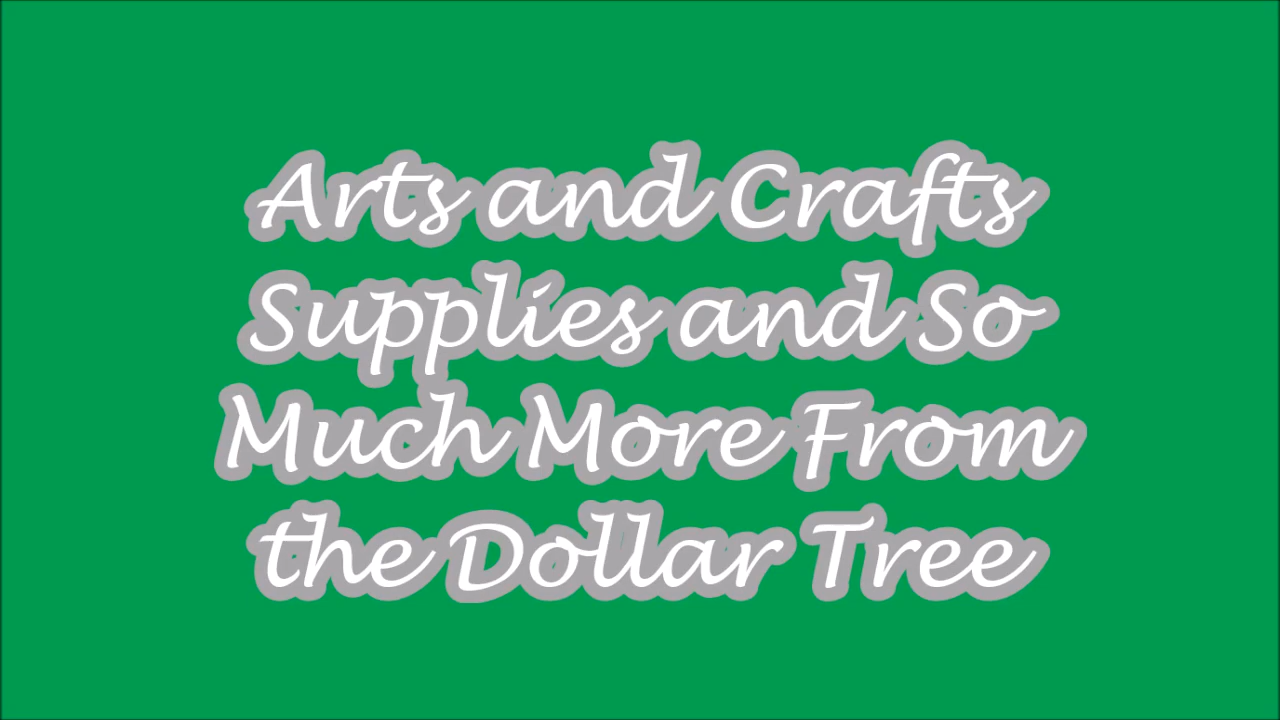 Arts and Crafts
Supplies and So
Much More From
the Dollar Tree